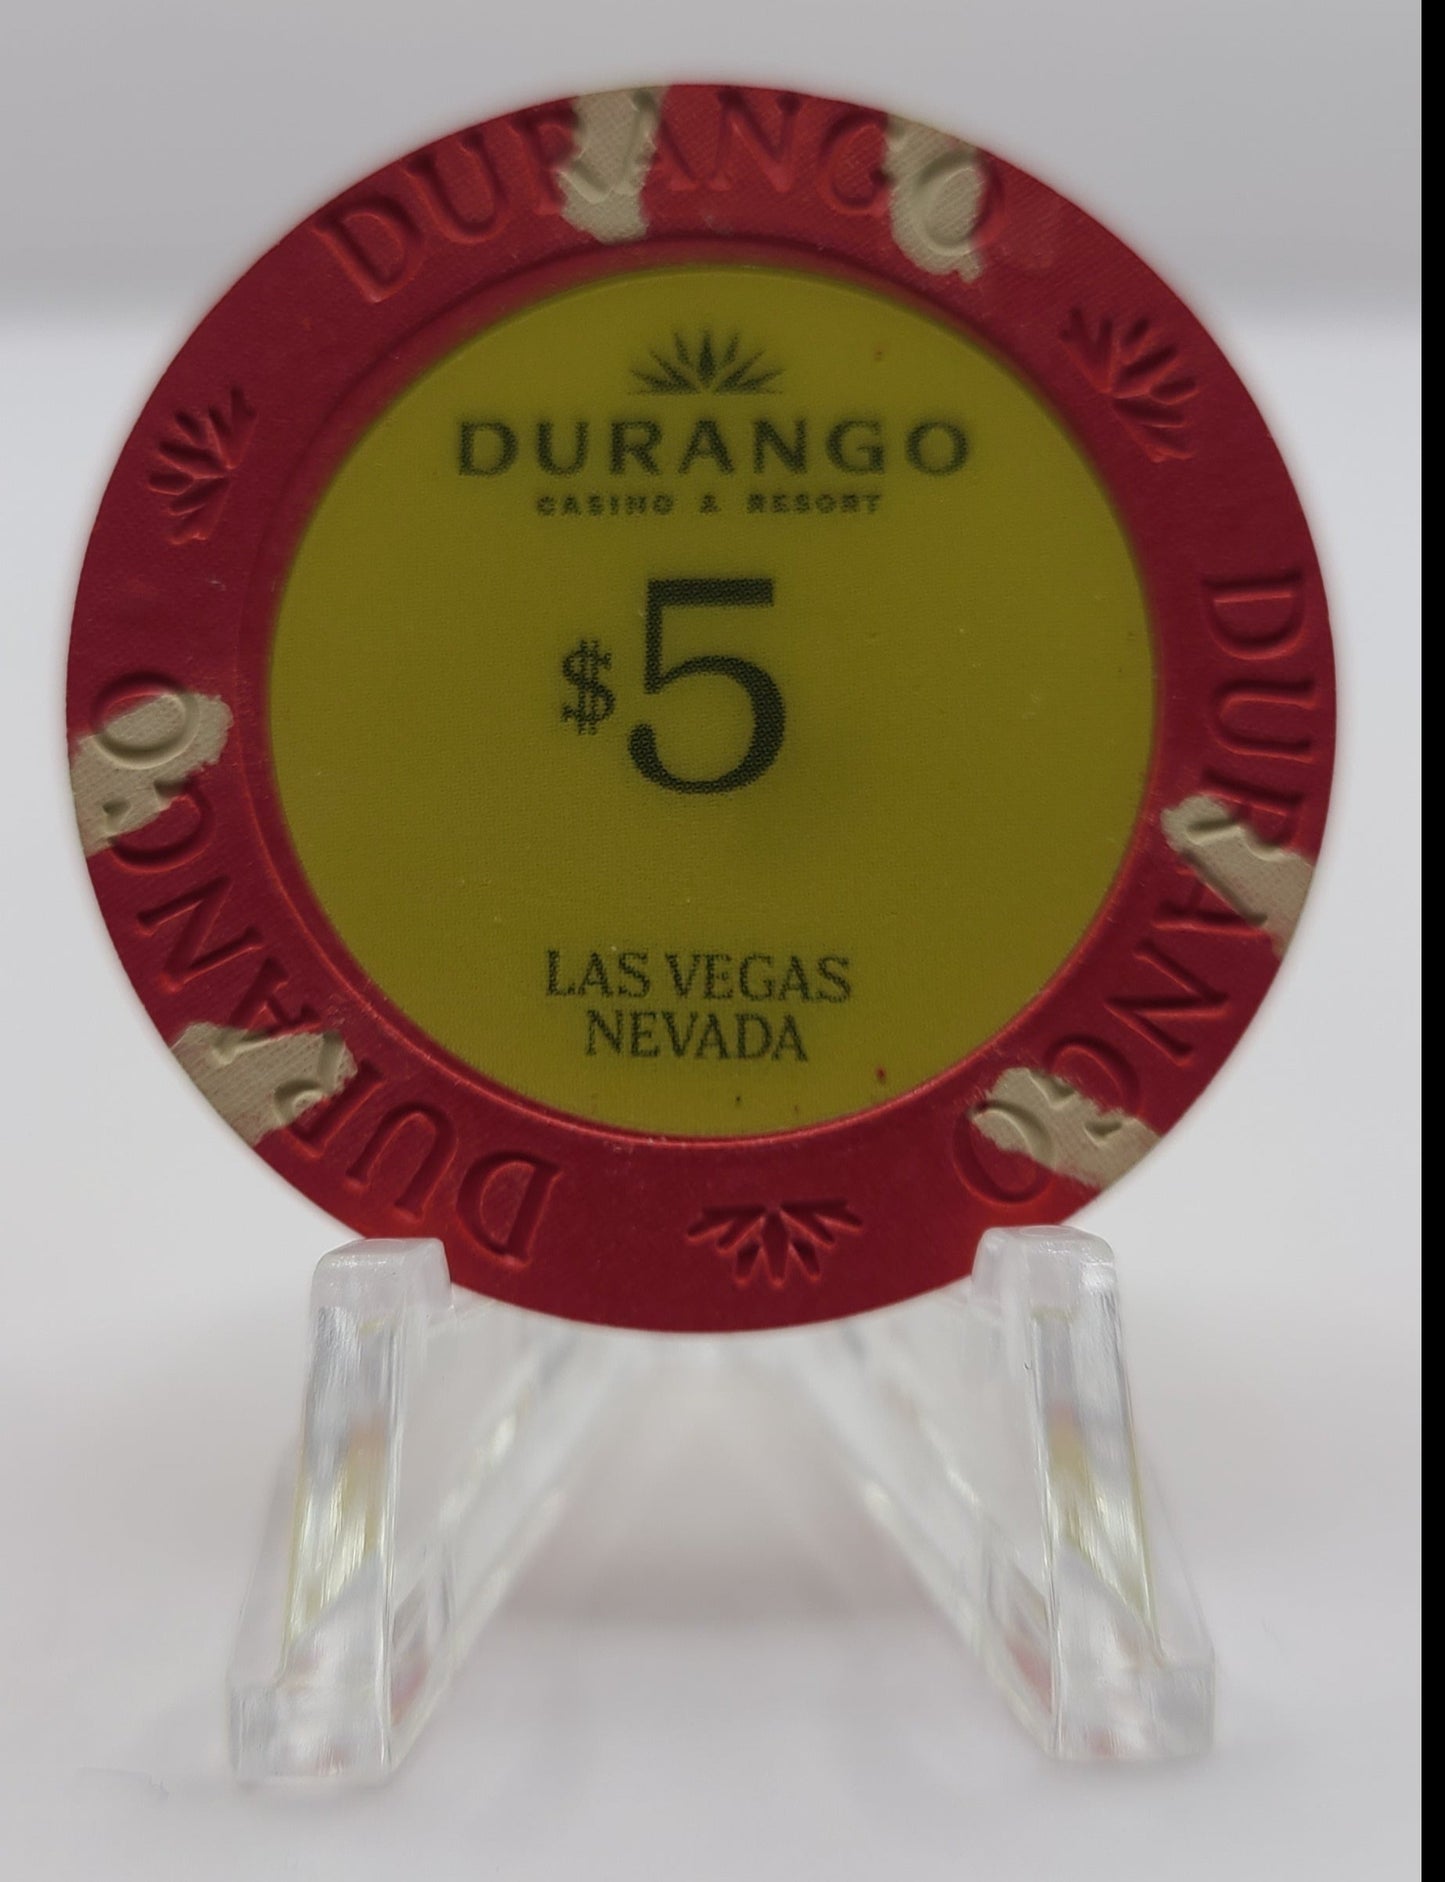 DURANGO
DURANGO
CASINO & RESORT
$5
LAS VEGAS
NEVADA
DURANGO
DURANGO